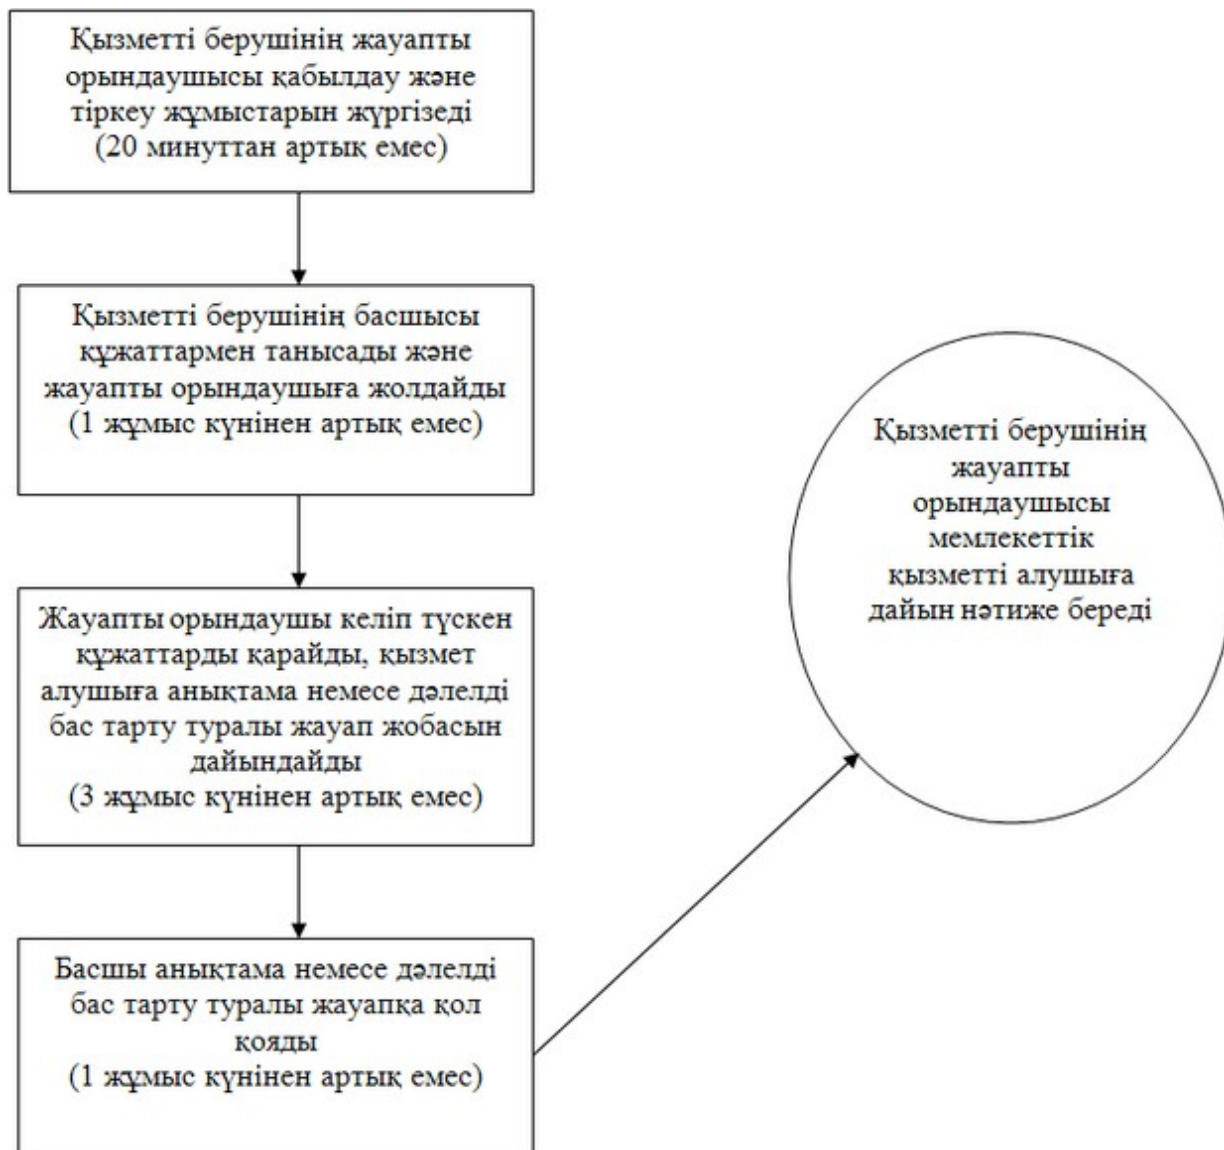 Қызметті берушінің жауапты
орындаушысы қабылдау және
тіркеу жұмыстарын жүргізеді
(20 минуттан артық емес)
Қызметті берушінің басшысы
құжаттармен танысады және
жауапты орындаушыға жолдайды
(1 жұмыс күнінен артық емес)
Жауапты орындаушы келіп түскен
құжаттарды қарайды, қызмет
алушыға анықтама немесе дәлелді
бас тарту туралы жауап жобасын
дайындайды
(3 жұмыс күнінен артық емес)
Басшы анықтама немесе дәлелді
бас тарту туралы жауапқа қол
қояды
(1 жұмыс күнінен артық емес)
Қызметті берушінің
жауапты
орындаушысы
мемлекеттік
қызметті алушыға
дайын нәтиже береді